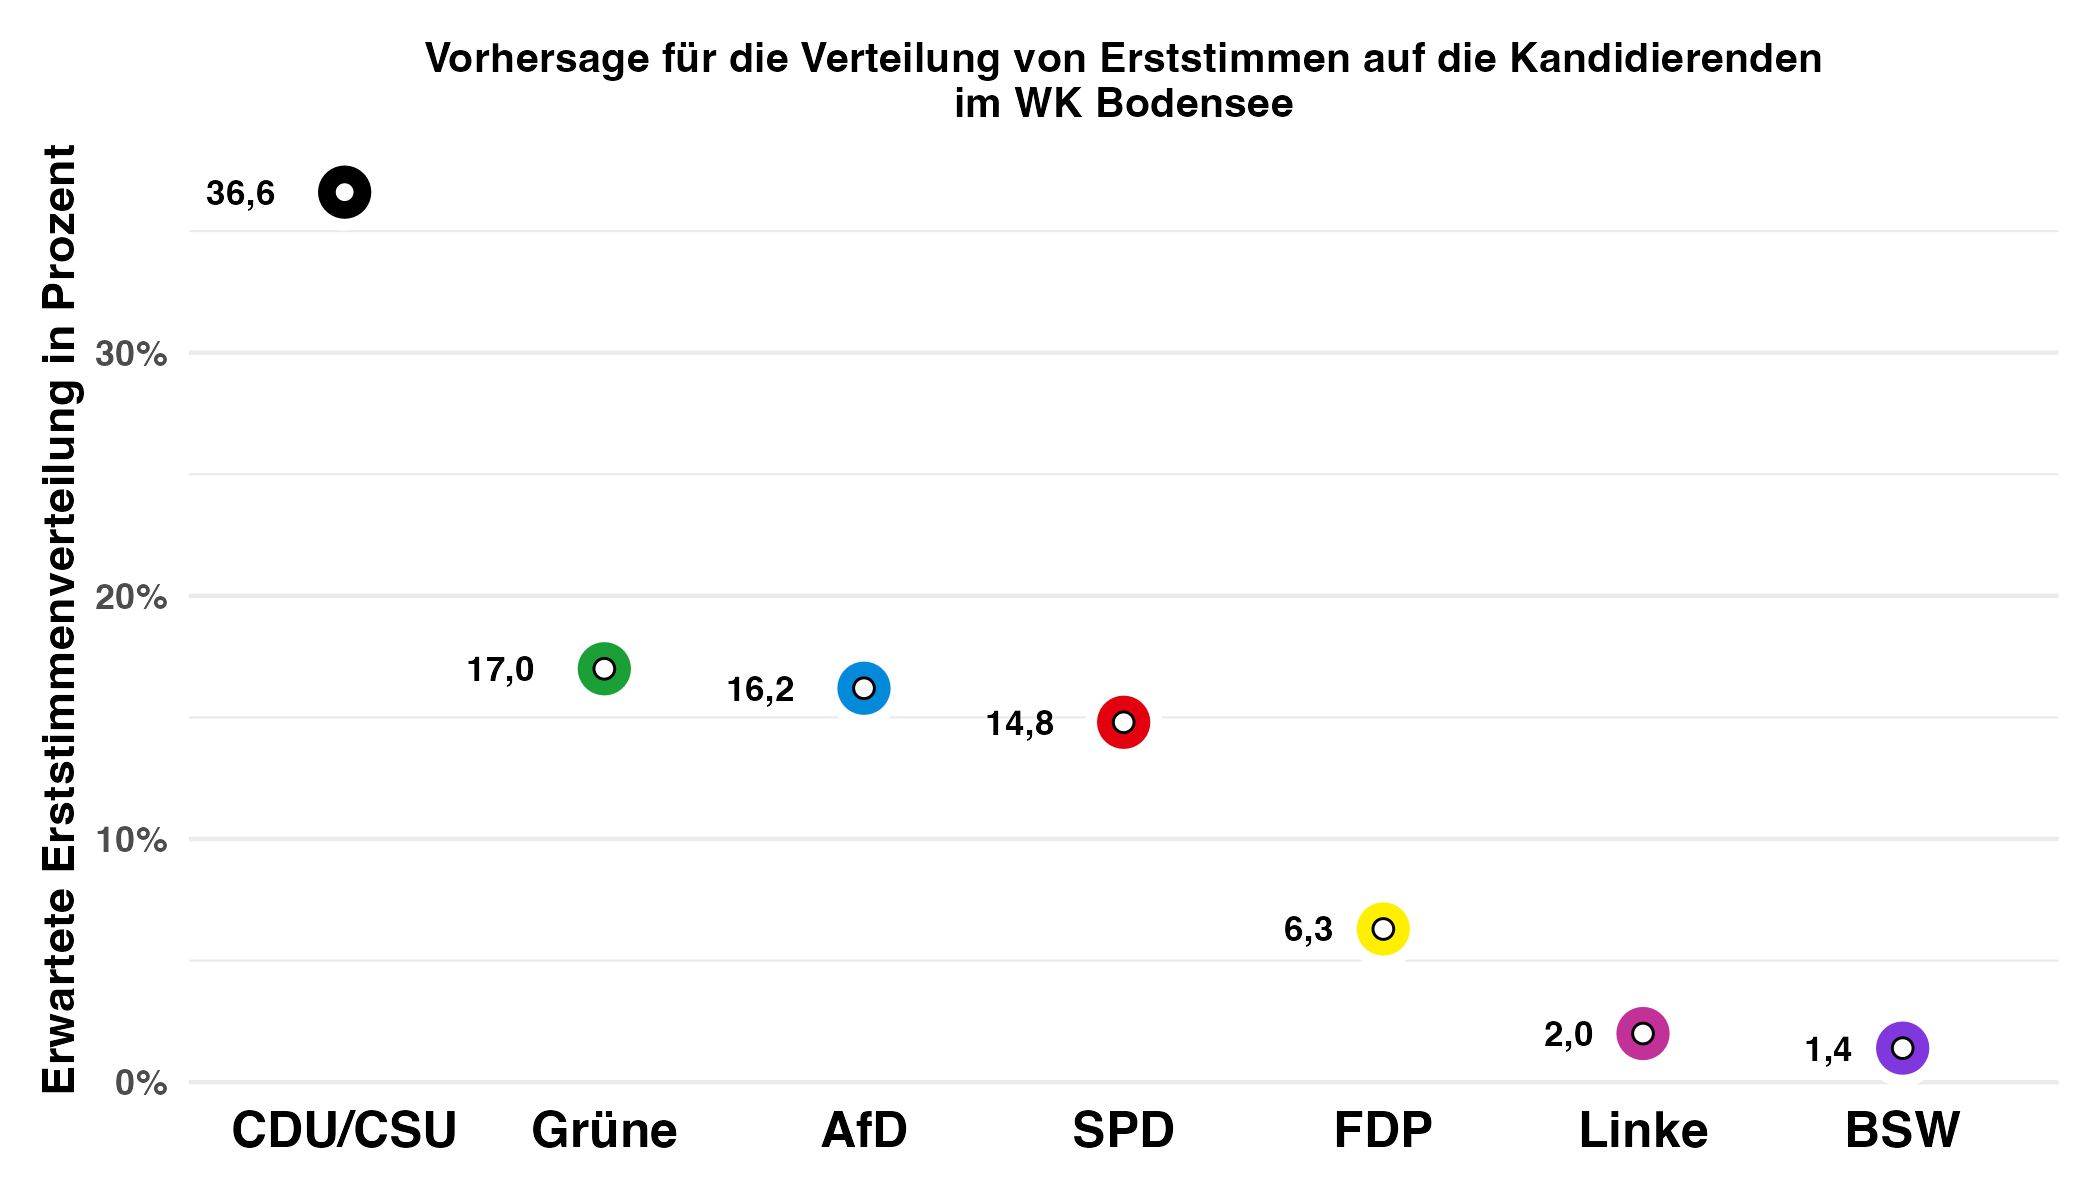 Vorhersage für die Verteilung von Erststimmen auf die Kandidierenden
im WK Bodensee
Erwartete Erststimmenverteilung in Prozent
36,6
30%
20%
17,0
16,2
14,8
10%
6,3
2,0
1,4
0%
CDU/CSU Grüne AfD SPD FDP Linke BSW